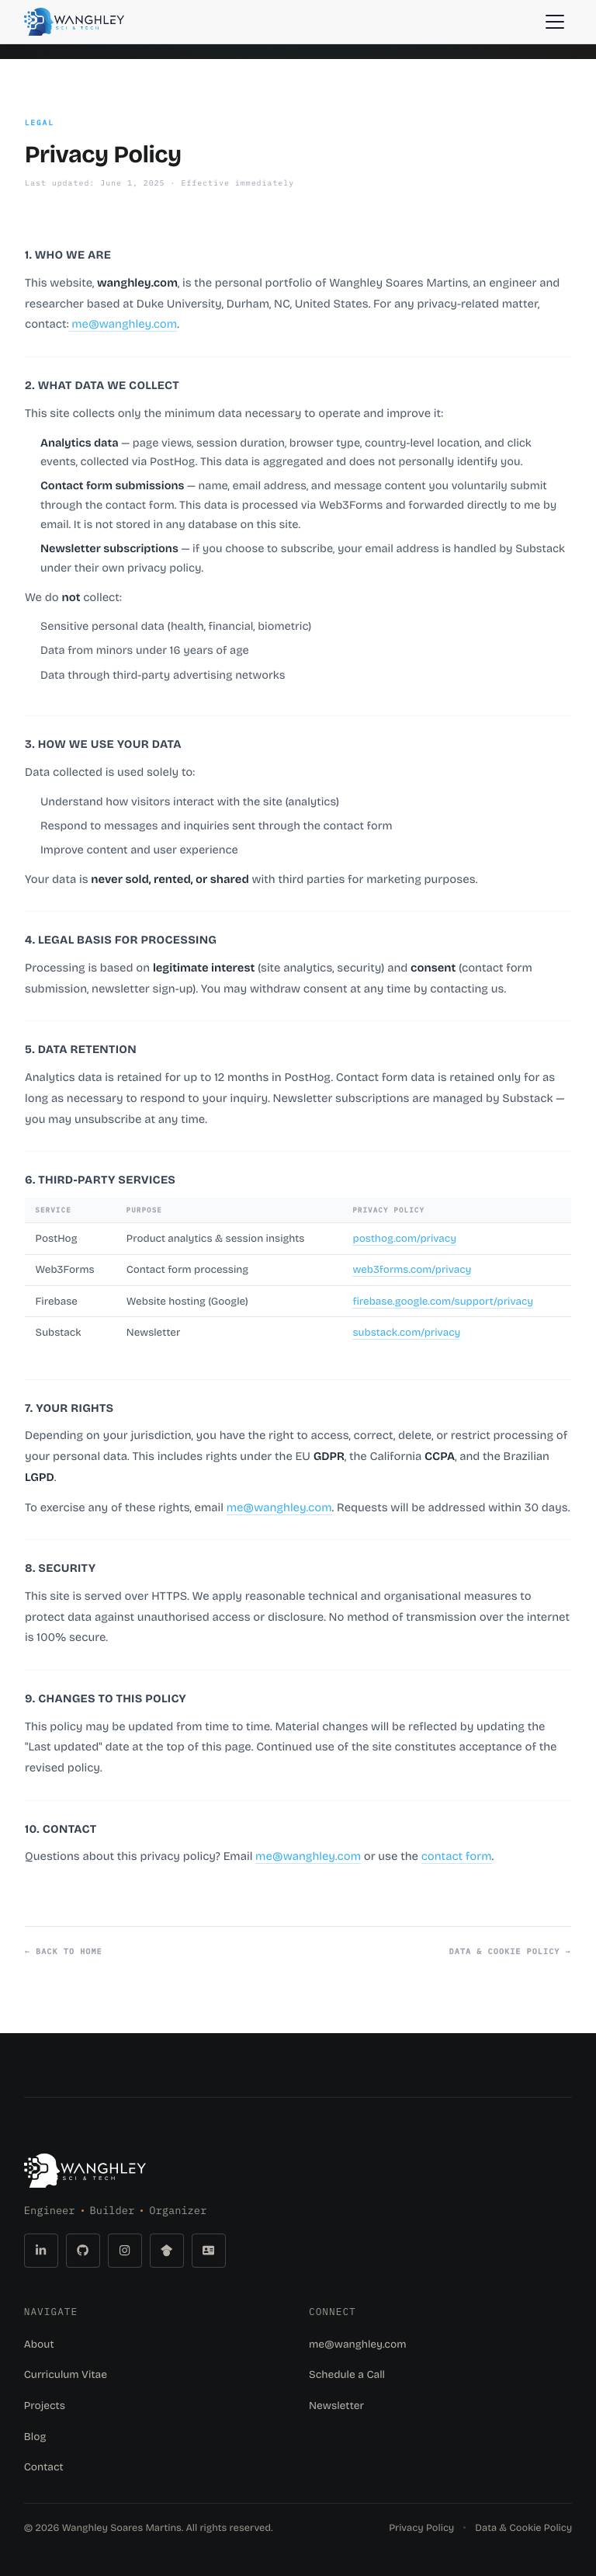 WANGHLEY
SCI & TECH
LEGAL
Privacy Policy
Last updated: June 1, 2025 · Effective immediately
1. WHO WE ARE
This website, wanghley.com, is the personal portfolio of Wanghley Soares Martins, an engineer and
researcher based at Duke University, Durham, NC, United States. For any privacy-related matter,
contact: me@wanghley.com.
2. WHAT DATA WE COLLECT
This site collects only the minimum data necessary to operate and improve it:
Analytics data — page views, session duration, browser type, country-level location, and click
events, collected via PostHog. This data is aggregated and does not personally identify you.
Contact form submissions — name, email address, and message content you voluntarily submit
through the contact form. This data is processed via Web3Forms and forwarded directly to me by
email. It is not stored in any database on this site.
Newsletter subscriptions — if you choose to subscribe, your email address is handled by Substack
under their own privacy policy.
We do not collect:
Sensitive personal data (health, financial, biometric)
Data from minors under 16 years of age
Data through third-party advertising networks
3. HOW WE USE YOUR DATA
Data collected is used solely to:
Understand how visitors interact with the site (analytics)
Respond to messages and inquiries sent through the contact form
Improve content and user experience
Your data is never sold, rented, or shared with third parties for marketing purposes.
4. LEGAL BASIS FOR PROCESSING
Processing is based on legitimate interest (site analytics, security) and consent (contact form
submission, newsletter sign-up). You may withdraw consent at any time by contacting us.
5. DATA RETENTION
Analytics data is retained for up to 12 months in PostHog. Contact form data is retained only for as
long as necessary to respond to your inquiry. Newsletter subscriptions are managed by Substack —
you may unsubscribe at any time.
6. THIRD-PARTY SERVICES
SERVICE PURPOSE PRIVACY POLICY
PostHog Product analytics & session insights posthog.com/privacy
Web3Forms Contact form processing web3forms.com/privacy
Firebase Website hosting (Google) firebase.google.com/support/privacy
Substack Newsletter substack.com/privacy
7. YOUR RIGHTS
Depending on your jurisdiction, you have the right to access, correct, delete, or restrict processing of
your personal data. This includes rights under the EU GDPR, the California CCPA, and the Brazilian
LGPD.
To exercise any of these rights, email me@wanghley.com. Requests will be addressed within 30 days.
8. SECURITY
This site is served over HTTPS. We apply reasonable technical and organisational measures to
protect data against unauthorised access or disclosure. No method of transmission over the internet
is 100% secure.
9. CHANGES TO THIS POLICY
This policy may be updated from time to time. Material changes will be reflected by updating the
"Last updated" date at the top of this page. Continued use of the site constitutes acceptance of the
revised policy.
10. CONTACT
Questions about this privacy policy? Email me@wanghley.com or use the contact form.
← BACK TO HOME
DATA & COOKIE POLICY →
WANGHLEY
SCI & TECH
Engineer • Builder • Organizer
NAVIGATE
About
Curriculum Vitae
Projects
Blog
Contact
CONNECT
me@wanghley.com
Schedule a Call
Newsletter
© 2026 Wanghley Soares Martins. All rights reserved.
Privacy Policy • Data & Cookie Policy